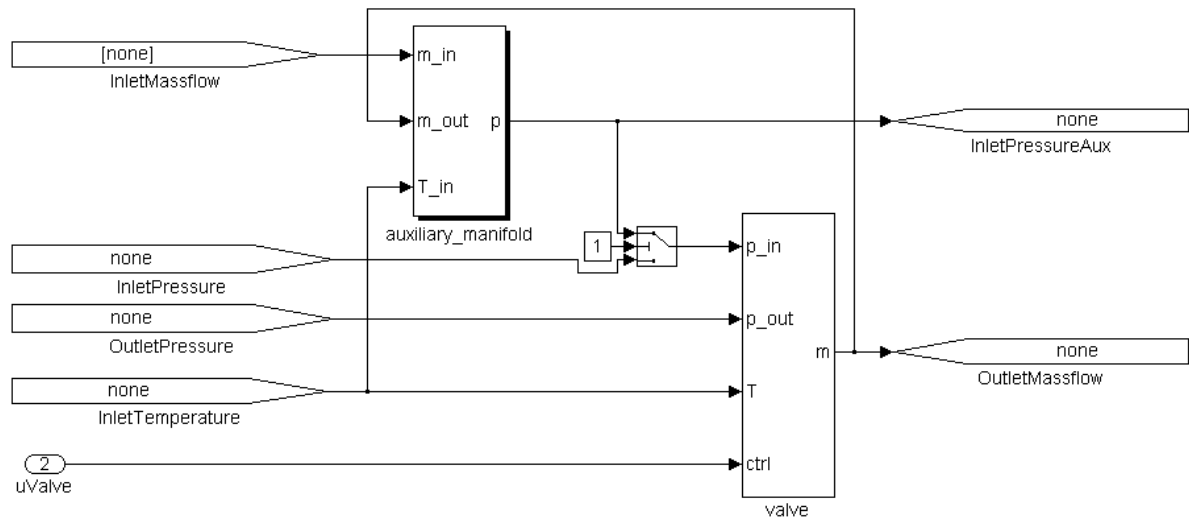 [none]
InletMassflow
m_in
m_out
p
T_in
auxiliary_manifold
none
InletPressureAux
none
InletPressure
1
p_in
none
OutletPressure
p_out
m
none
OutletMassflow
none
InletTemperature
T
2
uValve
ctrl
valve